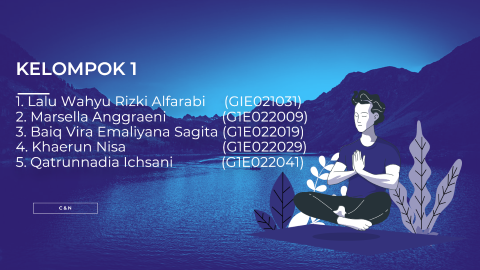 KELOMPOK 1
1. Lalu Wahyu Rizki Alfarabi (GIE021031)
2. Marsella Anggraeni (G1E022009)
3. Baiq Vira Emaliyana Sagita (G1E022019)
4. Khaerun Nisa (G1E022029)
5. Qatrunnadia Ichsani (G1E022041)
C & N